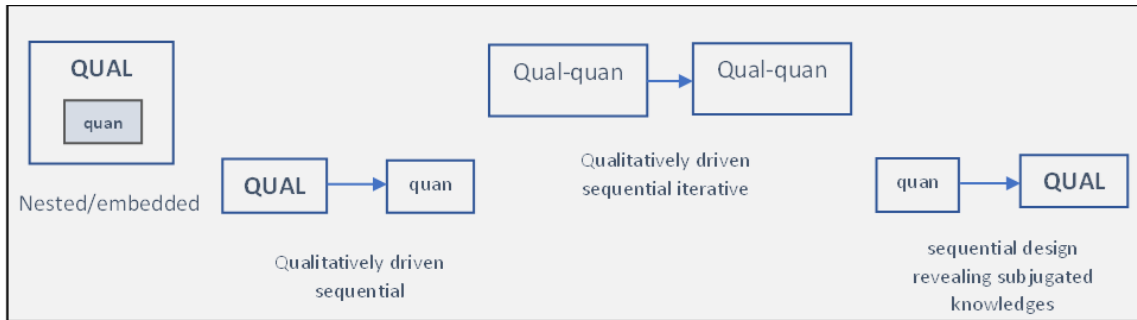 QUAL
quan
Nested/embedded
QUAL
quan
Qualitatively driven
sequential
Qual-quan
Qual-quan
Qualitatively driven
sequential iterative
quan
QUAL
sequential design
revealing subjugated
knowledges